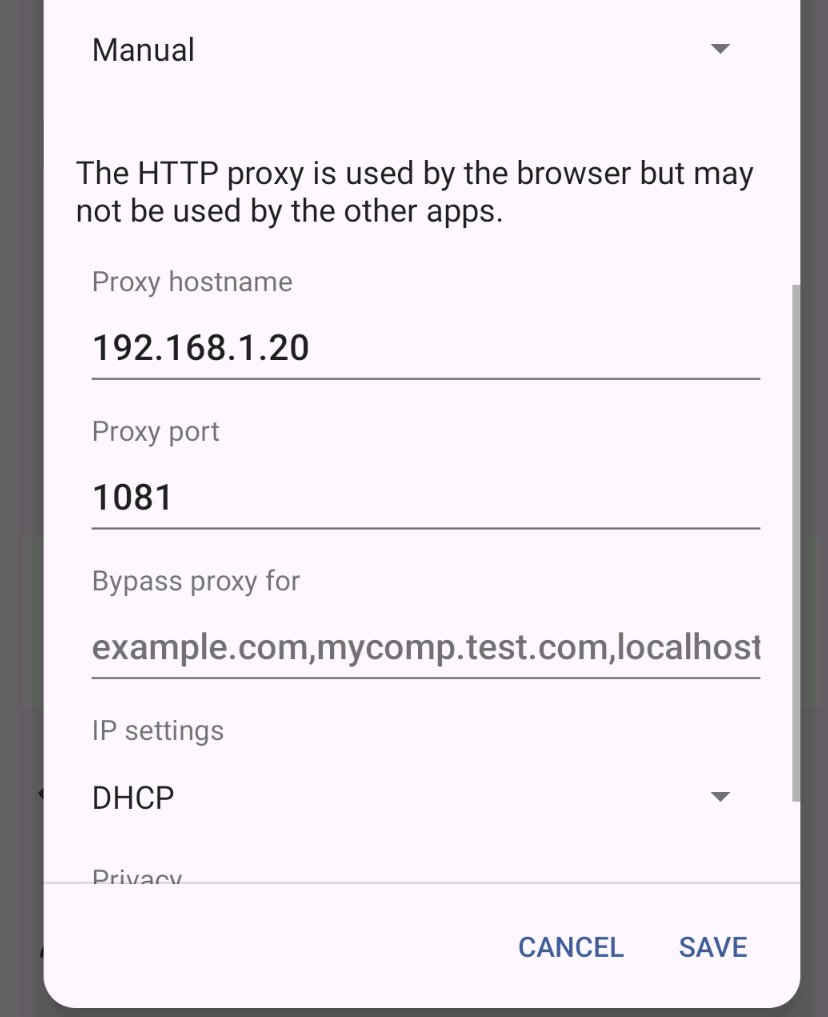 Manual
The HTTP proxy is used by the browser but may
not be used by the other apps.
Proxy hostname
192.168.1.20
Proxy port
1081
Bypass proxy for
example.com,mycomp.test.com,localhost
IP settings
DHCP
Privacy
CANCEL SAVE